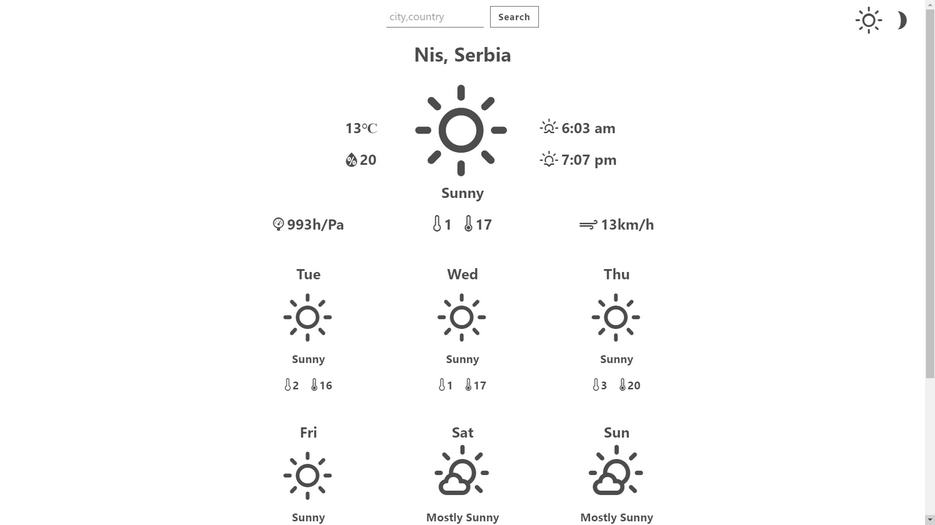 city,country Search
Nis, Serbia
13°C 6:03 am
20 7:07 pm
Sunny
993h/Pa 1 17 13km/h
Tue Wed Thu
Sunny Sunny Sunny
2 16 1 17 3 20
Fri Sat Sun
Sunny Mostly Sunny Mostly Sunny